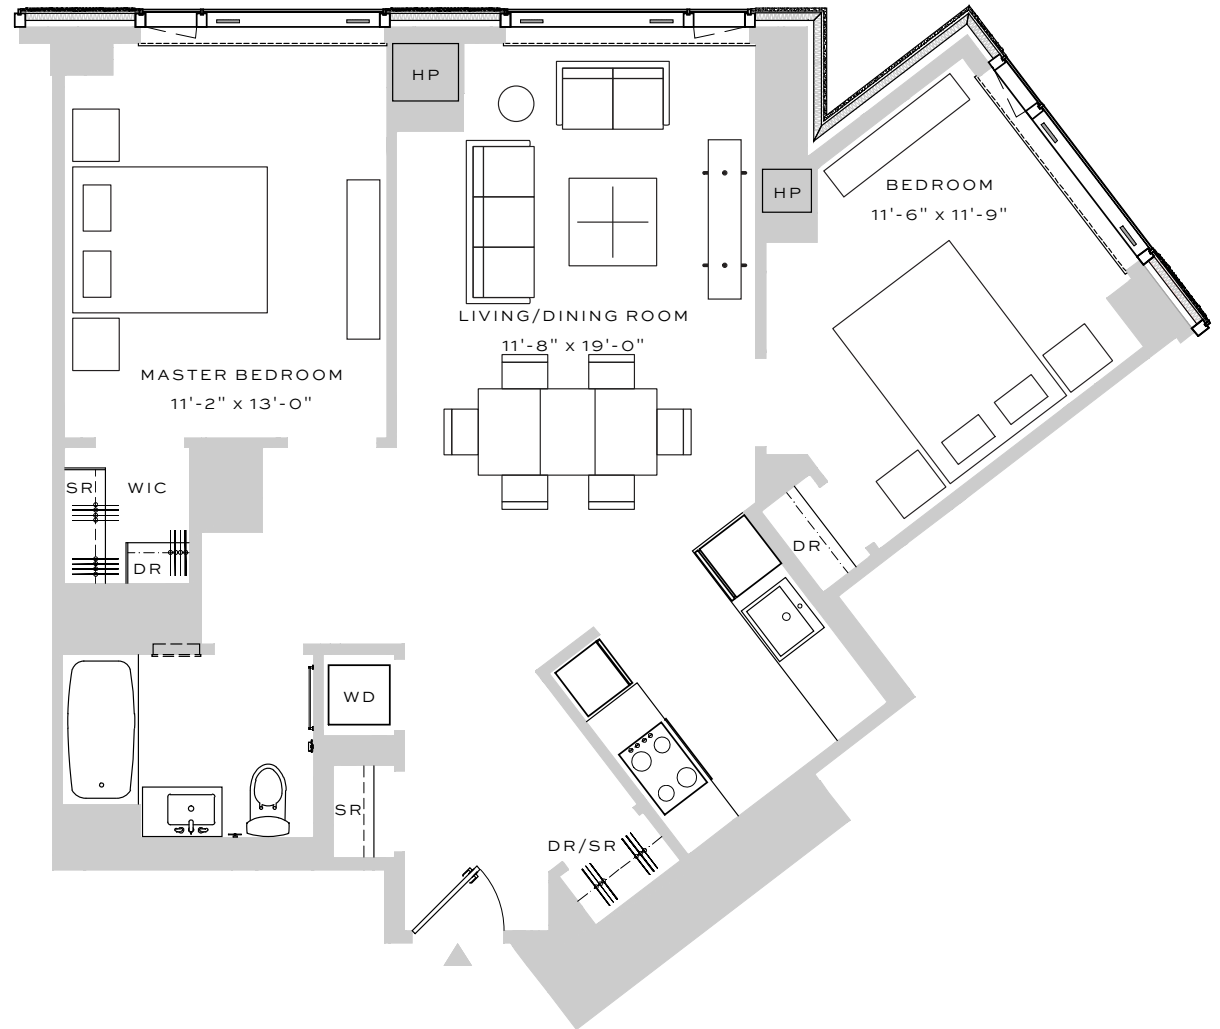 HP
HP
BEDROOM
11'-6" x 11'-9"
LIVING/DINING ROOM
11'-8" x 19'-0"
MASTER BEDROOM
11'-2" x 13'-0"
SR
WIC
DR
DR
WD
SR
DR/SR